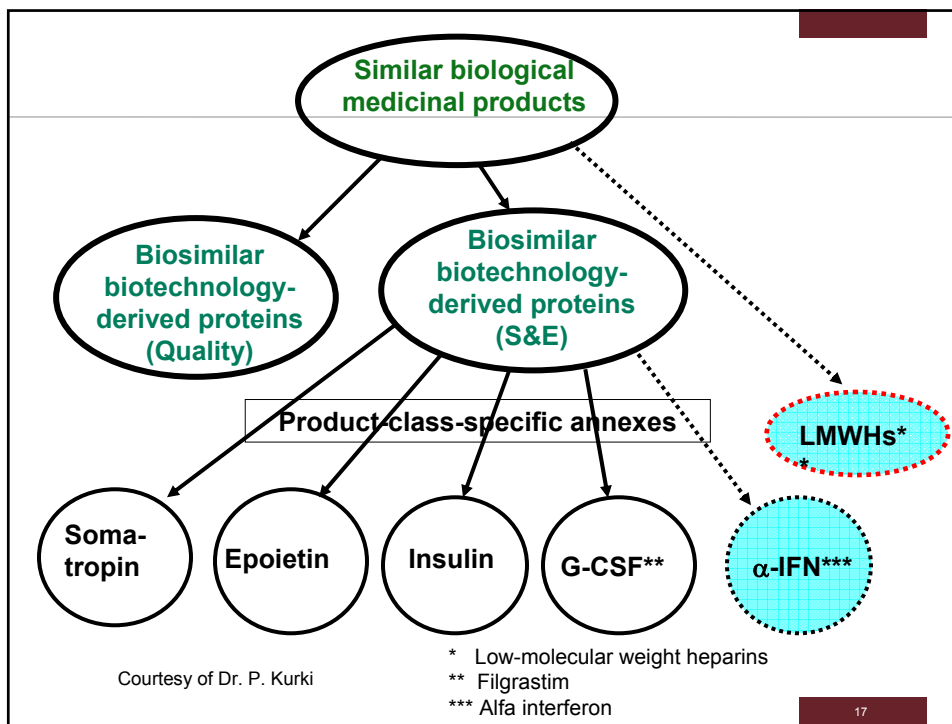 Similar biological
medicinal products
Biosimilar
biotechnology-
derived proteins
(Quality)
Biosimilar
biotechnology-
derived proteins
(S&E)
Product-class-specific annexes
LMWHs*
*
Soma-
tropin
Epoietin
Insulin
G-CSF**
α-IFN***
Courtesy of Dr. P. Kurki
* Low-molecular weight heparins
** Filgrastim
*** Alfa interferon
17